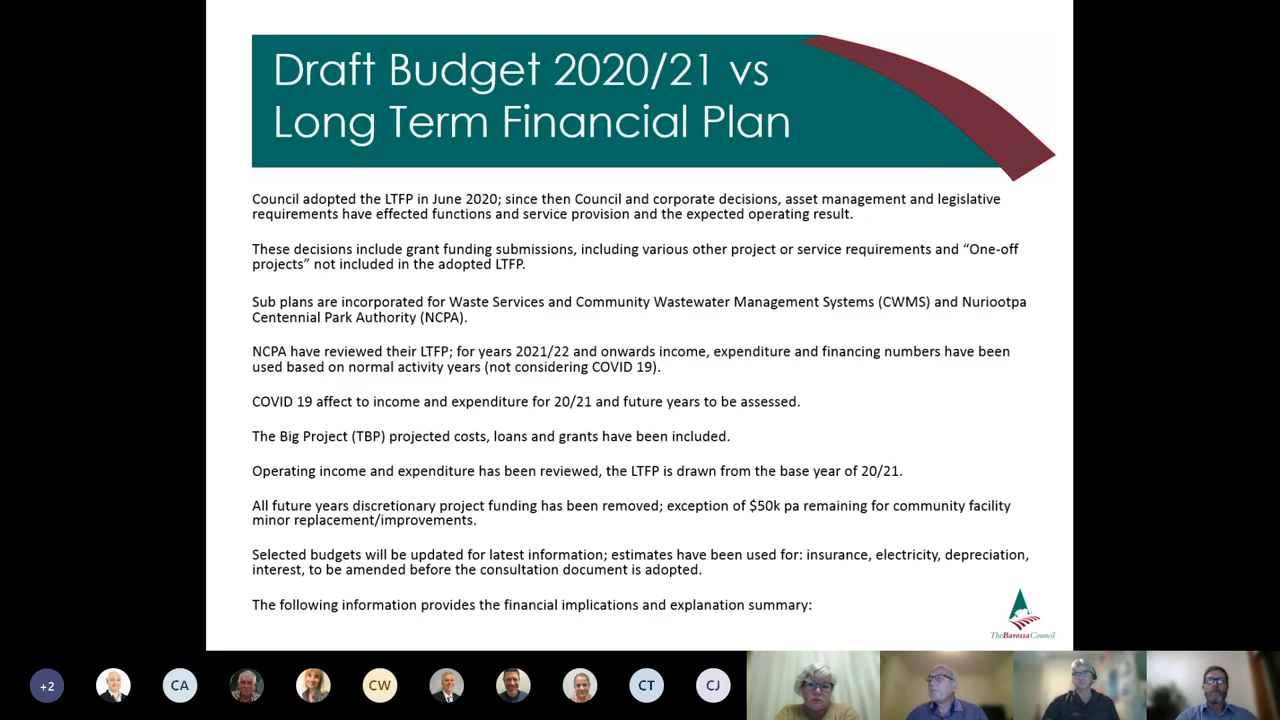 Draft Budget 2020/21 vs
Long Term Financial Plan
Council adopted the LTFP in June 2020; since then Council and corporate decisions, asset management and legislative
requirements have effected functions and service provision and the expected operating result.
These decisions include grant funding submissions, including various other project or service requirements and “One-off
projects” not included in the adopted LTFP.
Sub plans are incorporated for Waste Services and Community Wastewater Management Systems (CWMS) and Nuriootpa
Centennial Park Authority (NCPA).
NCPA have reviewed their LTFP; for years 2021/22 and onwards income, expenditure and financing numbers have been
used based on normal activity years (not considering COVID 19).
COVID 19 affect to income and expenditure for 20/21 and future years to be assessed.
The Big Project (TBP) projected costs, loans and grants have been included.
Operating income and expenditure has been reviewed, the LTFP is drawn from the base year of 20/21.
All future years discretionary project funding has been removed; exception of $50k pa remaining for community facility
minor replacement/improvements.
Selected budgets will be updated for latest information; estimates have been used for: insurance, electricity, depreciation,
interest, to be amended before the consultation document is adopted.
The following information provides the financial implications and explanation summary:
TheBarossaCouncil
+2
CA
CW
CT
CJ